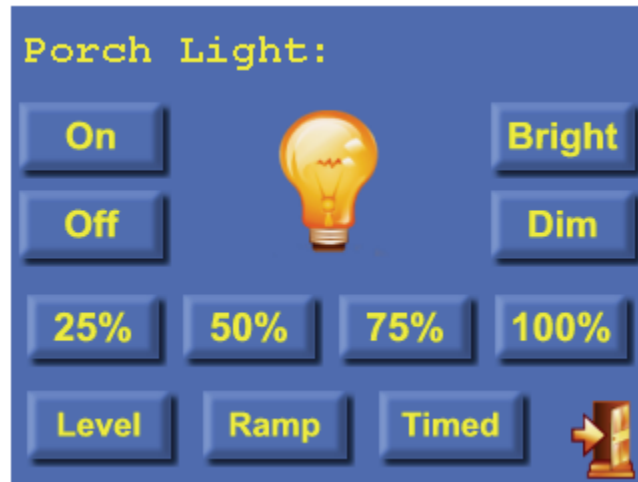 Porch Light:
On
Bright
Off
Dim
25% 50% 75% 100%
Level Ramp Timed